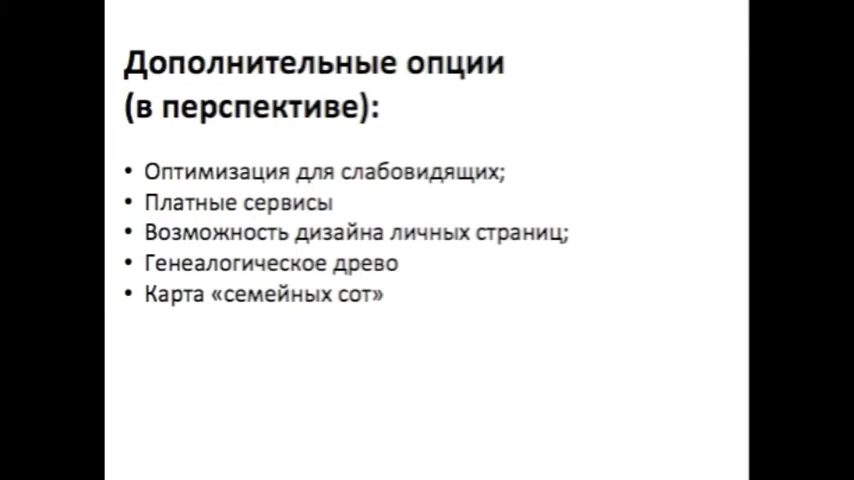 Дополнительные опции
(в перспективе):
• Оптимизация для слабовидящих;
• Платные сервисы
• Возможность дизайна личных страниц;
• Генеалогическое древо
• Карта «семейных сот»